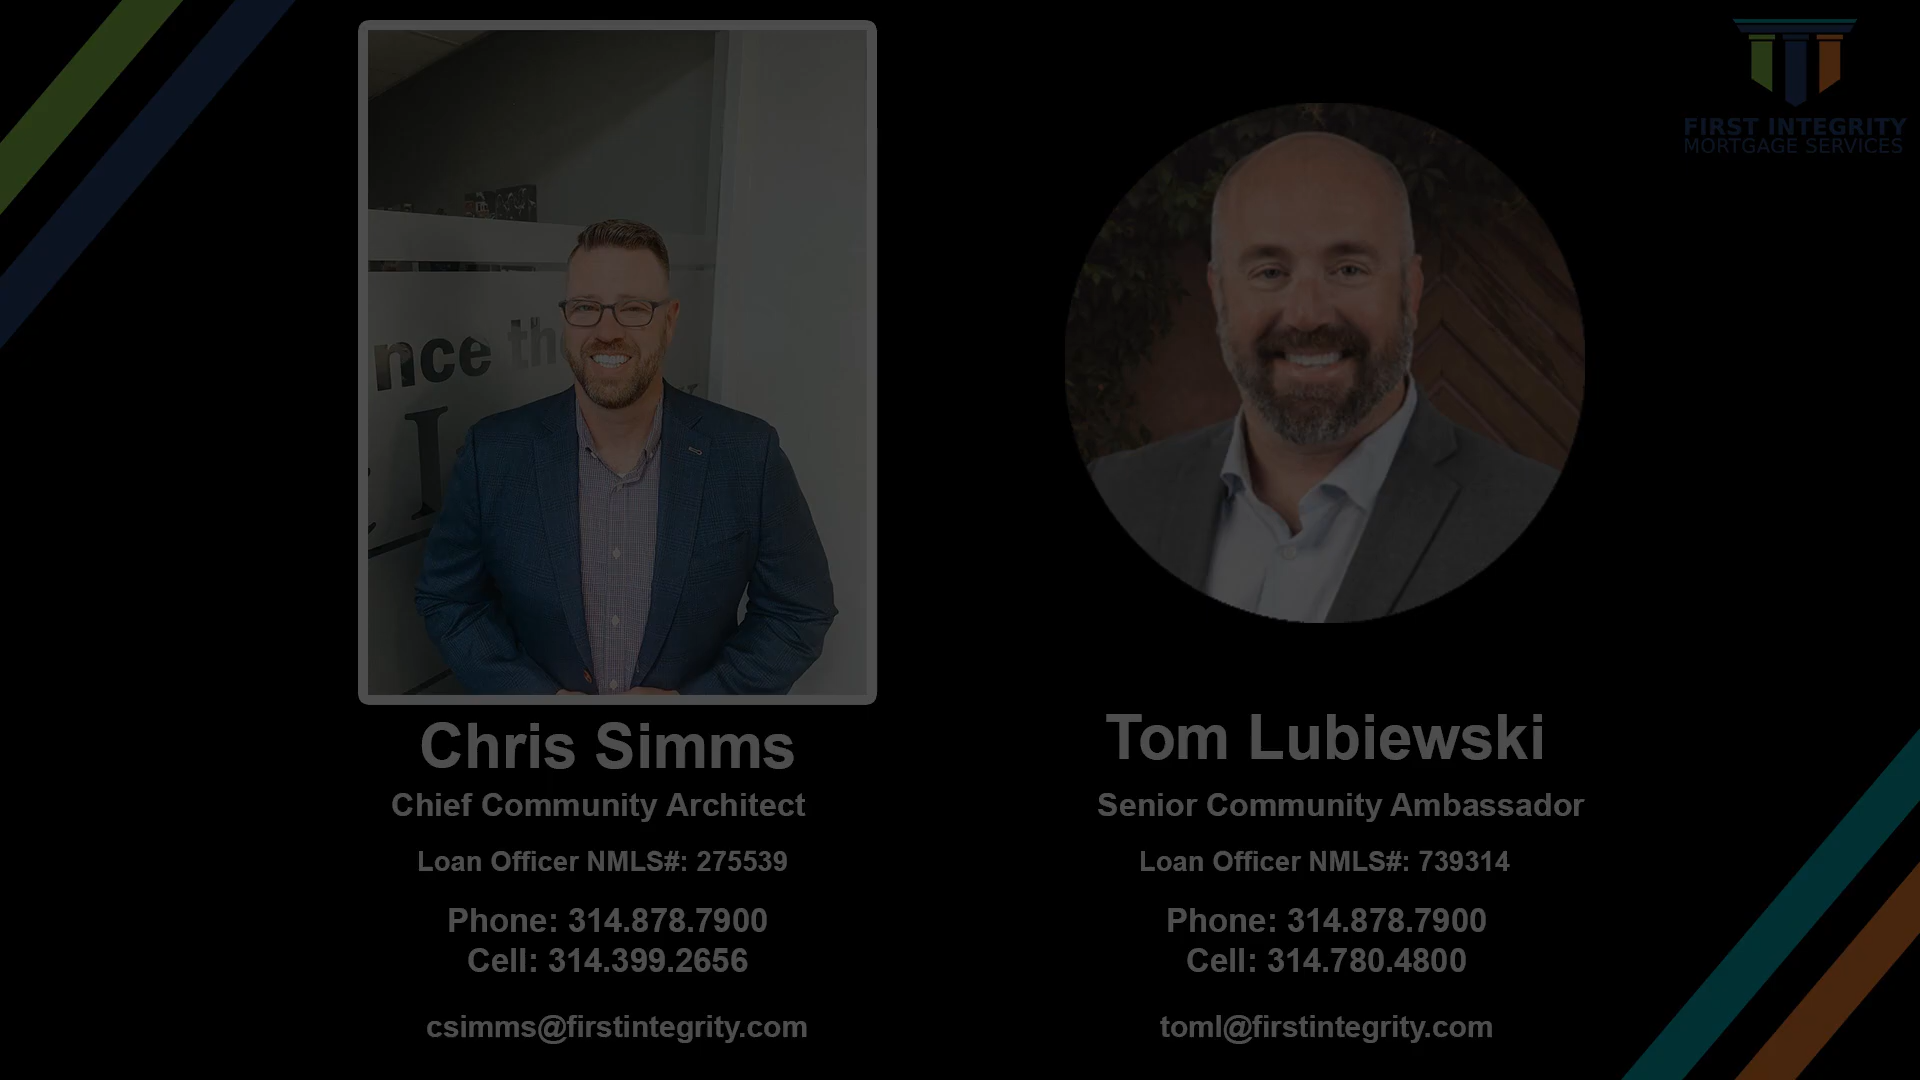 FIRST INTEGRITY
MORTGAGE SERVICES
nce th
Chris Simms
Chief Community Architect
Loan Officer NMLS#: 275539
Phone: 314.878.7900
Cell: 314.399.2656
csimms@firstintegrity.com
Tom Lubiewski
Senior Community Ambassador
Loan Officer NMLS#: 739314
Phone: 314.878.7900
Cell: 314.780.4800
toml@firstintegrity.com